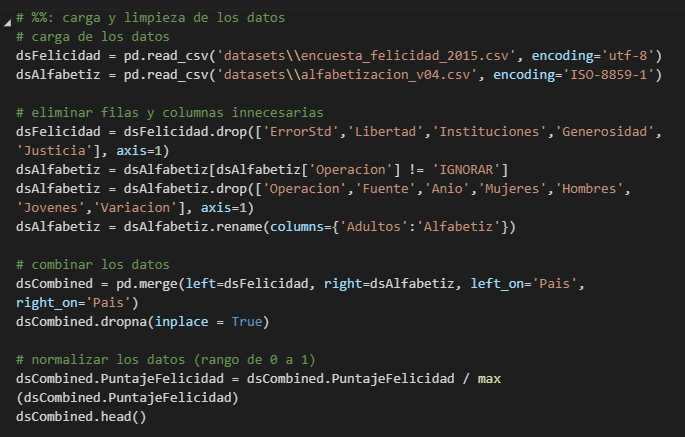 # %%: carga y limpieza de los datos
# carga de los datos
dsFelicidad = pd.read_csv('datasets\\encuesta_felicidad_2015.csv', encoding='utf-8')
dsAlfabetiz = pd.read_csv('datasets\\alfabetizacion_v04.csv', encoding='ISO-8859-1')
# eliminar filas y columnas innecesarias
dsFelicidad = dsFelicidad.drop(['ErrorStd','Libertad','Instituciones','Generosidad',
'Justicia'], axis=1)
dsAlfabetiz = dsAlfabetiz[dsAlfabetiz['Operacion'] != 'IGNORAR']
dsAlfabetiz = dsAlfabetiz.drop(['Operacion','Fuente','Anio','Mujeres','Hombres',
'Jovenes','Variacion'], axis=1)
dsAlfabetiz = dsAlfabetiz.rename(columns={'Adultos':'Alfabetiz'})
# combinar los datos
dsCombined = pd.merge(left=dsFelicidad, right=dsAlfabetiz, left_on='Pais',
right_on='Pais')
dsCombined.dropna(inplace = True)
# normalizar los datos (rango de 0 a 1)
dsCombined.PuntajeFelicidad = dsCombined.PuntajeFelicidad / max
(dsCombined.PuntajeFelicidad)
dsCombined.head()